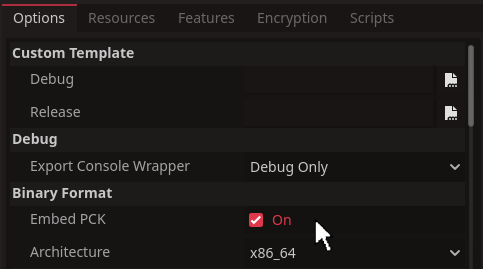 Options Resources Features Encryption Scripts
Custom Template
Debug
Release
Debug
Export Console Wrapper Debug Only
Binary Format
Embed PCK On
Architecture x86_64